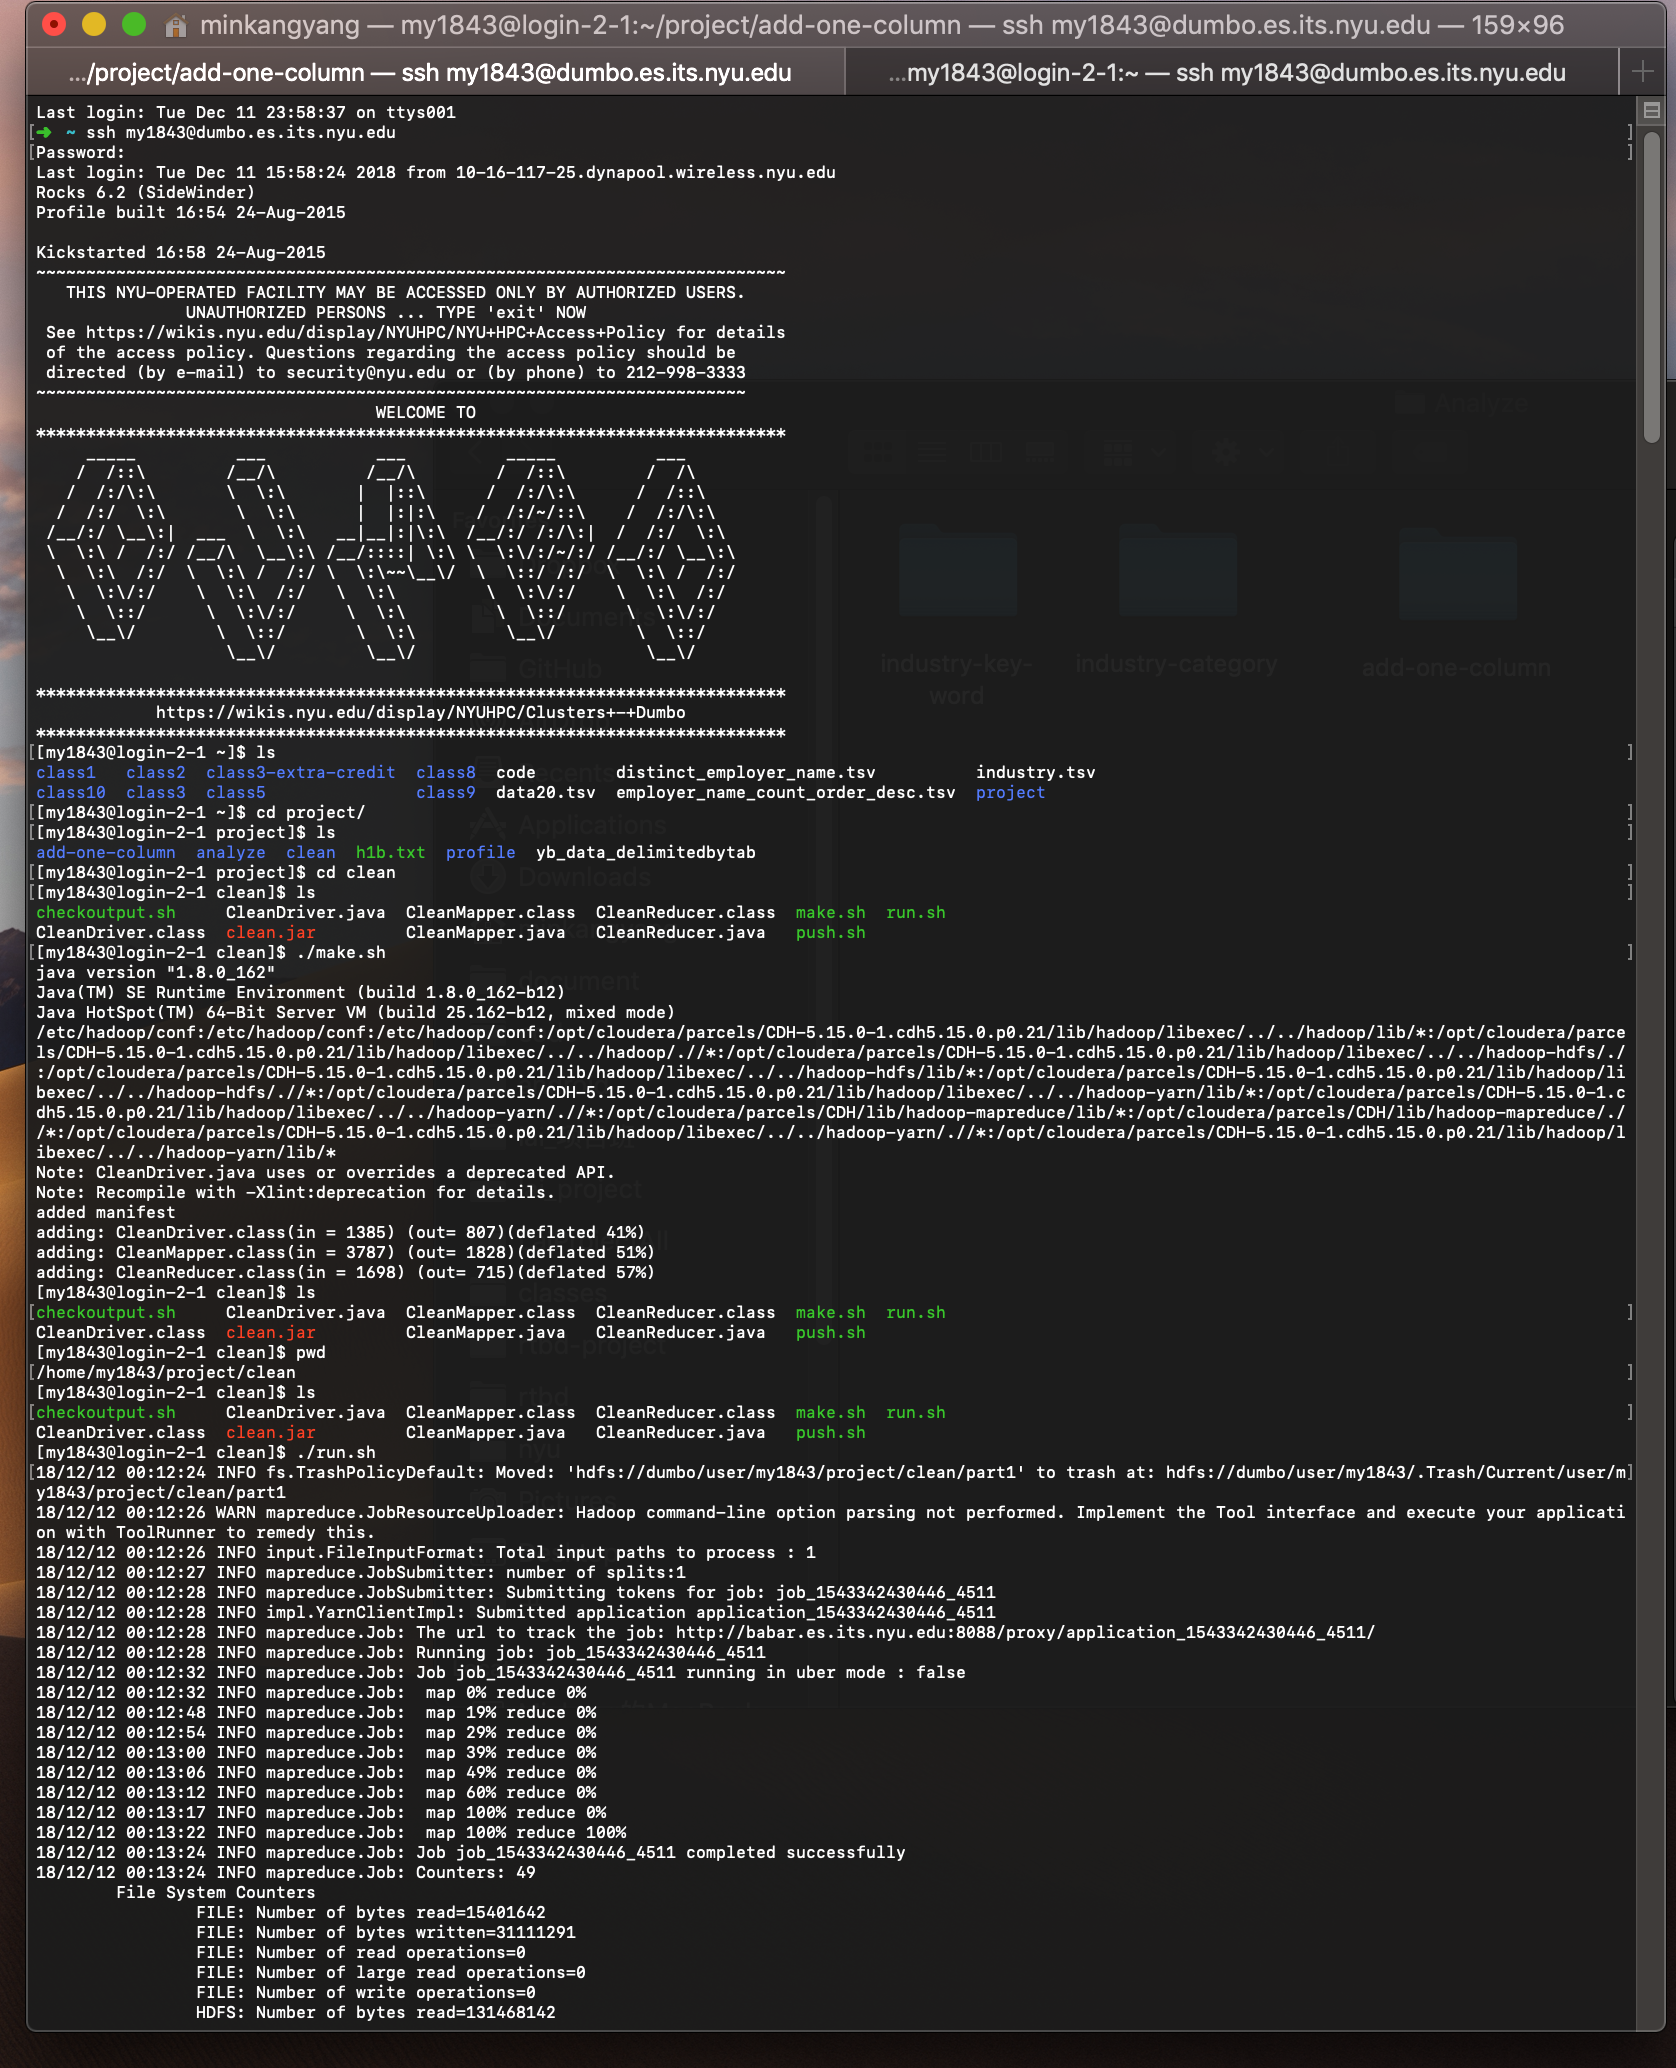 minkangyang — my1843@login-2-1:~/project/add-one-column — ssh my1843@dumbo.es.its.nyu.edu — 159×96
.../project/add-one-column — ssh my1843@dumbo.es.its.nyu.edu
...my1843@login-2-1:~ — ssh my1843@dumbo.es.its.nyu.edu
Last login: Tue Dec 11 23:58:37 on ttys001
[➜  ~ ssh my1843@dumbo.es.its.nyu.edu ]
[Password: ]
Last login: Tue Dec 11 15:58:24 2018 from 10-16-117-25.dynapool.wireless.nyu.edu
Rocks 6.2 (SideWinder)
Profile built 16:54 24-Aug-2015
Kickstarted 16:58 24-Aug-2015
~~~~~~~~~~~~~~~~~~~~~~~~~~~~~~~~~~~~~~~~~~~~~~~~~~~~~~~~~~~~~~~~~~~~~~~~~~~
THIS NYU-OPERATED FACILITY MAY BE ACCESSED ONLY BY AUTHORIZED USERS.
UNAUTHORIZED PERSONS ... TYPE 'exit' NOW
See https://wikis.nyu.edu/display/NYUHPC/NYU+HPC+Access+Policy for details
of the access policy. Questions regarding the access policy should be
directed (by e-mail) to security@nyu.edu or (by phone) to 212-998-3333
~~~~~~~~~~~~~~~~~~~~~~~~~~~~~~~~~~~~~~~~~~~~~~~~~~~~~~~~~~~~~~~~~~~~~~~
WELCOME TO
***************************************************************************
***************************************************************************
https://wikis.nyu.edu/display/NYUHPC/Clusters+-+Dumbo
***************************************************************************
[[my1843@login-2-1 ~]$ ls ]
class1   class2  class3-extra-credit  class8  code        distinct_employer_name.tsv          industry.tsv
class10  class3  class5               class9  data20.tsv  employer_name_count_order_desc.tsv  project
[[my1843@login-2-1 ~]$ cd project/ ]
[[my1843@login-2-1 project]$ ls ]
add-one-column  analyze  clean  h1b.txt  profile  yb_data_delimitedbytab
[[my1843@login-2-1 project]$ cd clean ]
[[my1843@login-2-1 clean]$ ls ]
checkoutput.sh     CleanDriver.java  CleanMapper.class  CleanReducer.class  make.sh  run.sh
CleanDriver.class  clean.jar         CleanMapper.java   CleanReducer.java   push.sh
[[my1843@login-2-1 clean]$ ./make.sh ]
java version "1.8.0_162"
Java(TM) SE Runtime Environment (build 1.8.0_162-b12)
Java HotSpot(TM) 64-Bit Server VM (build 25.162-b12, mixed mode)
/etc/hadoop/conf:/etc/hadoop/conf:/etc/hadoop/conf:/opt/cloudera/parcels/CDH-5.15.0-1.cdh5.15.0.p0.21/lib/hadoop/libexec/../../hadoop/lib/*:/opt/cloudera/parce
ls/CDH-5.15.0-1.cdh5.15.0.p0.21/lib/hadoop/libexec/../../hadoop/.//*:/opt/cloudera/parcels/CDH-5.15.0-1.cdh5.15.0.p0.21/lib/hadoop/libexec/../../hadoop-hdfs/./
:/opt/cloudera/parcels/CDH-5.15.0-1.cdh5.15.0.p0.21/lib/hadoop/libexec/../../hadoop-hdfs/lib/*:/opt/cloudera/parcels/CDH-5.15.0-1.cdh5.15.0.p0.21/lib/hadoop/li
bexec/../../hadoop-hdfs/.//*:/opt/cloudera/parcels/CDH-5.15.0-1.cdh5.15.0.p0.21/lib/hadoop/libexec/../../hadoop-yarn/lib/*:/opt/cloudera/parcels/CDH-5.15.0-1.c
dh5.15.0.p0.21/lib/hadoop/libexec/../../hadoop-yarn/.//*:/opt/cloudera/parcels/CDH/lib/hadoop-mapreduce/lib/*:/opt/cloudera/parcels/CDH/lib/hadoop-mapreduce/./
/*:/opt/cloudera/parcels/CDH-5.15.0-1.cdh5.15.0.p0.21/lib/hadoop/libexec/../../hadoop-yarn/.//*:/opt/cloudera/parcels/CDH-5.15.0-1.cdh5.15.0.p0.21/lib/hadoop/l
ibexec/../../hadoop-yarn/lib/*
Note: CleanDriver.java uses or overrides a deprecated API.
Note: Recompile with -Xlint:deprecation for details.
added manifest
adding: CleanDriver.class(in = 1385) (out= 807)(deflated 41%)
adding: CleanMapper.class(in = 3787) (out= 1828)(deflated 51%)
adding: CleanReducer.class(in = 1698) (out= 715)(deflated 57%)
[my1843@login-2-1 clean]$ ls
[checkoutput.sh     CleanDriver.java  CleanMapper.class  CleanReducer.class  make.sh  run.sh ]
CleanDriver.class  clean.jar         CleanMapper.java   CleanReducer.java   push.sh
[my1843@login-2-1 clean]$ pwd
[/home/my1843/project/clean ]
[my1843@login-2-1 clean]$ ls
[checkoutput.sh     CleanDriver.java  CleanMapper.class  CleanReducer.class  make.sh  run.sh ]
CleanDriver.class  clean.jar         CleanMapper.java   CleanReducer.java   push.sh
[my1843@login-2-1 clean]$ ./run.sh
[18/12/12 00:12:24 INFO fs.TrashPolicyDefault: Moved: 'hdfs://dumbo/user/my1843/project/clean/part1' to trash at: hdfs://dumbo/user/my1843/.Trash/Current/user/m]
y1843/project/clean/part1
18/12/12 00:12:26 WARN mapreduce.JobResourceUploader: Hadoop command-line option parsing not performed. Implement the Tool interface and execute your applicati
on with ToolRunner to remedy this.
18/12/12 00:12:26 INFO input.FileInputFormat: Total input paths to process : 1
18/12/12 00:12:27 INFO mapreduce.JobSubmitter: number of splits:1
18/12/12 00:12:28 INFO mapreduce.JobSubmitter: Submitting tokens for job: job_1543342430446_4511
18/12/12 00:12:28 INFO impl.YarnClientImpl: Submitted application application_1543342430446_4511
18/12/12 00:12:28 INFO mapreduce.Job: The url to track the job: http://babar.es.its.nyu.edu:8088/proxy/application_1543342430446_4511/
18/12/12 00:12:28 INFO mapreduce.Job: Running job: job_1543342430446_4511
18/12/12 00:12:32 INFO mapreduce.Job: Job job_1543342430446_4511 running in uber mode : false
18/12/12 00:12:32 INFO mapreduce.Job:  map 0% reduce 0%
18/12/12 00:12:48 INFO mapreduce.Job:  map 19% reduce 0%
18/12/12 00:12:54 INFO mapreduce.Job:  map 29% reduce 0%
18/12/12 00:13:00 INFO mapreduce.Job:  map 39% reduce 0%
18/12/12 00:13:06 INFO mapreduce.Job:  map 49% reduce 0%
18/12/12 00:13:12 INFO mapreduce.Job:  map 60% reduce 0%
18/12/12 00:13:17 INFO mapreduce.Job:  map 100% reduce 0%
18/12/12 00:13:22 INFO mapreduce.Job:  map 100% reduce 100%
18/12/12 00:13:24 INFO mapreduce.Job: Job job_1543342430446_4511 completed successfully
18/12/12 00:13:24 INFO mapreduce.Job: Counters: 49
File System Counters
FILE: Number of bytes read=15401642
FILE: Number of bytes written=31111291
FILE: Number of read operations=0
FILE: Number of large read operations=0
FILE: Number of write operations=0
HDFS: Number of bytes read=131468142
Analyze
industry-key-
word
industry-category
add-one-column
GitHub
Applications
Downloads
document
classes
rtbd-project
rtbd
nyu
Pictures